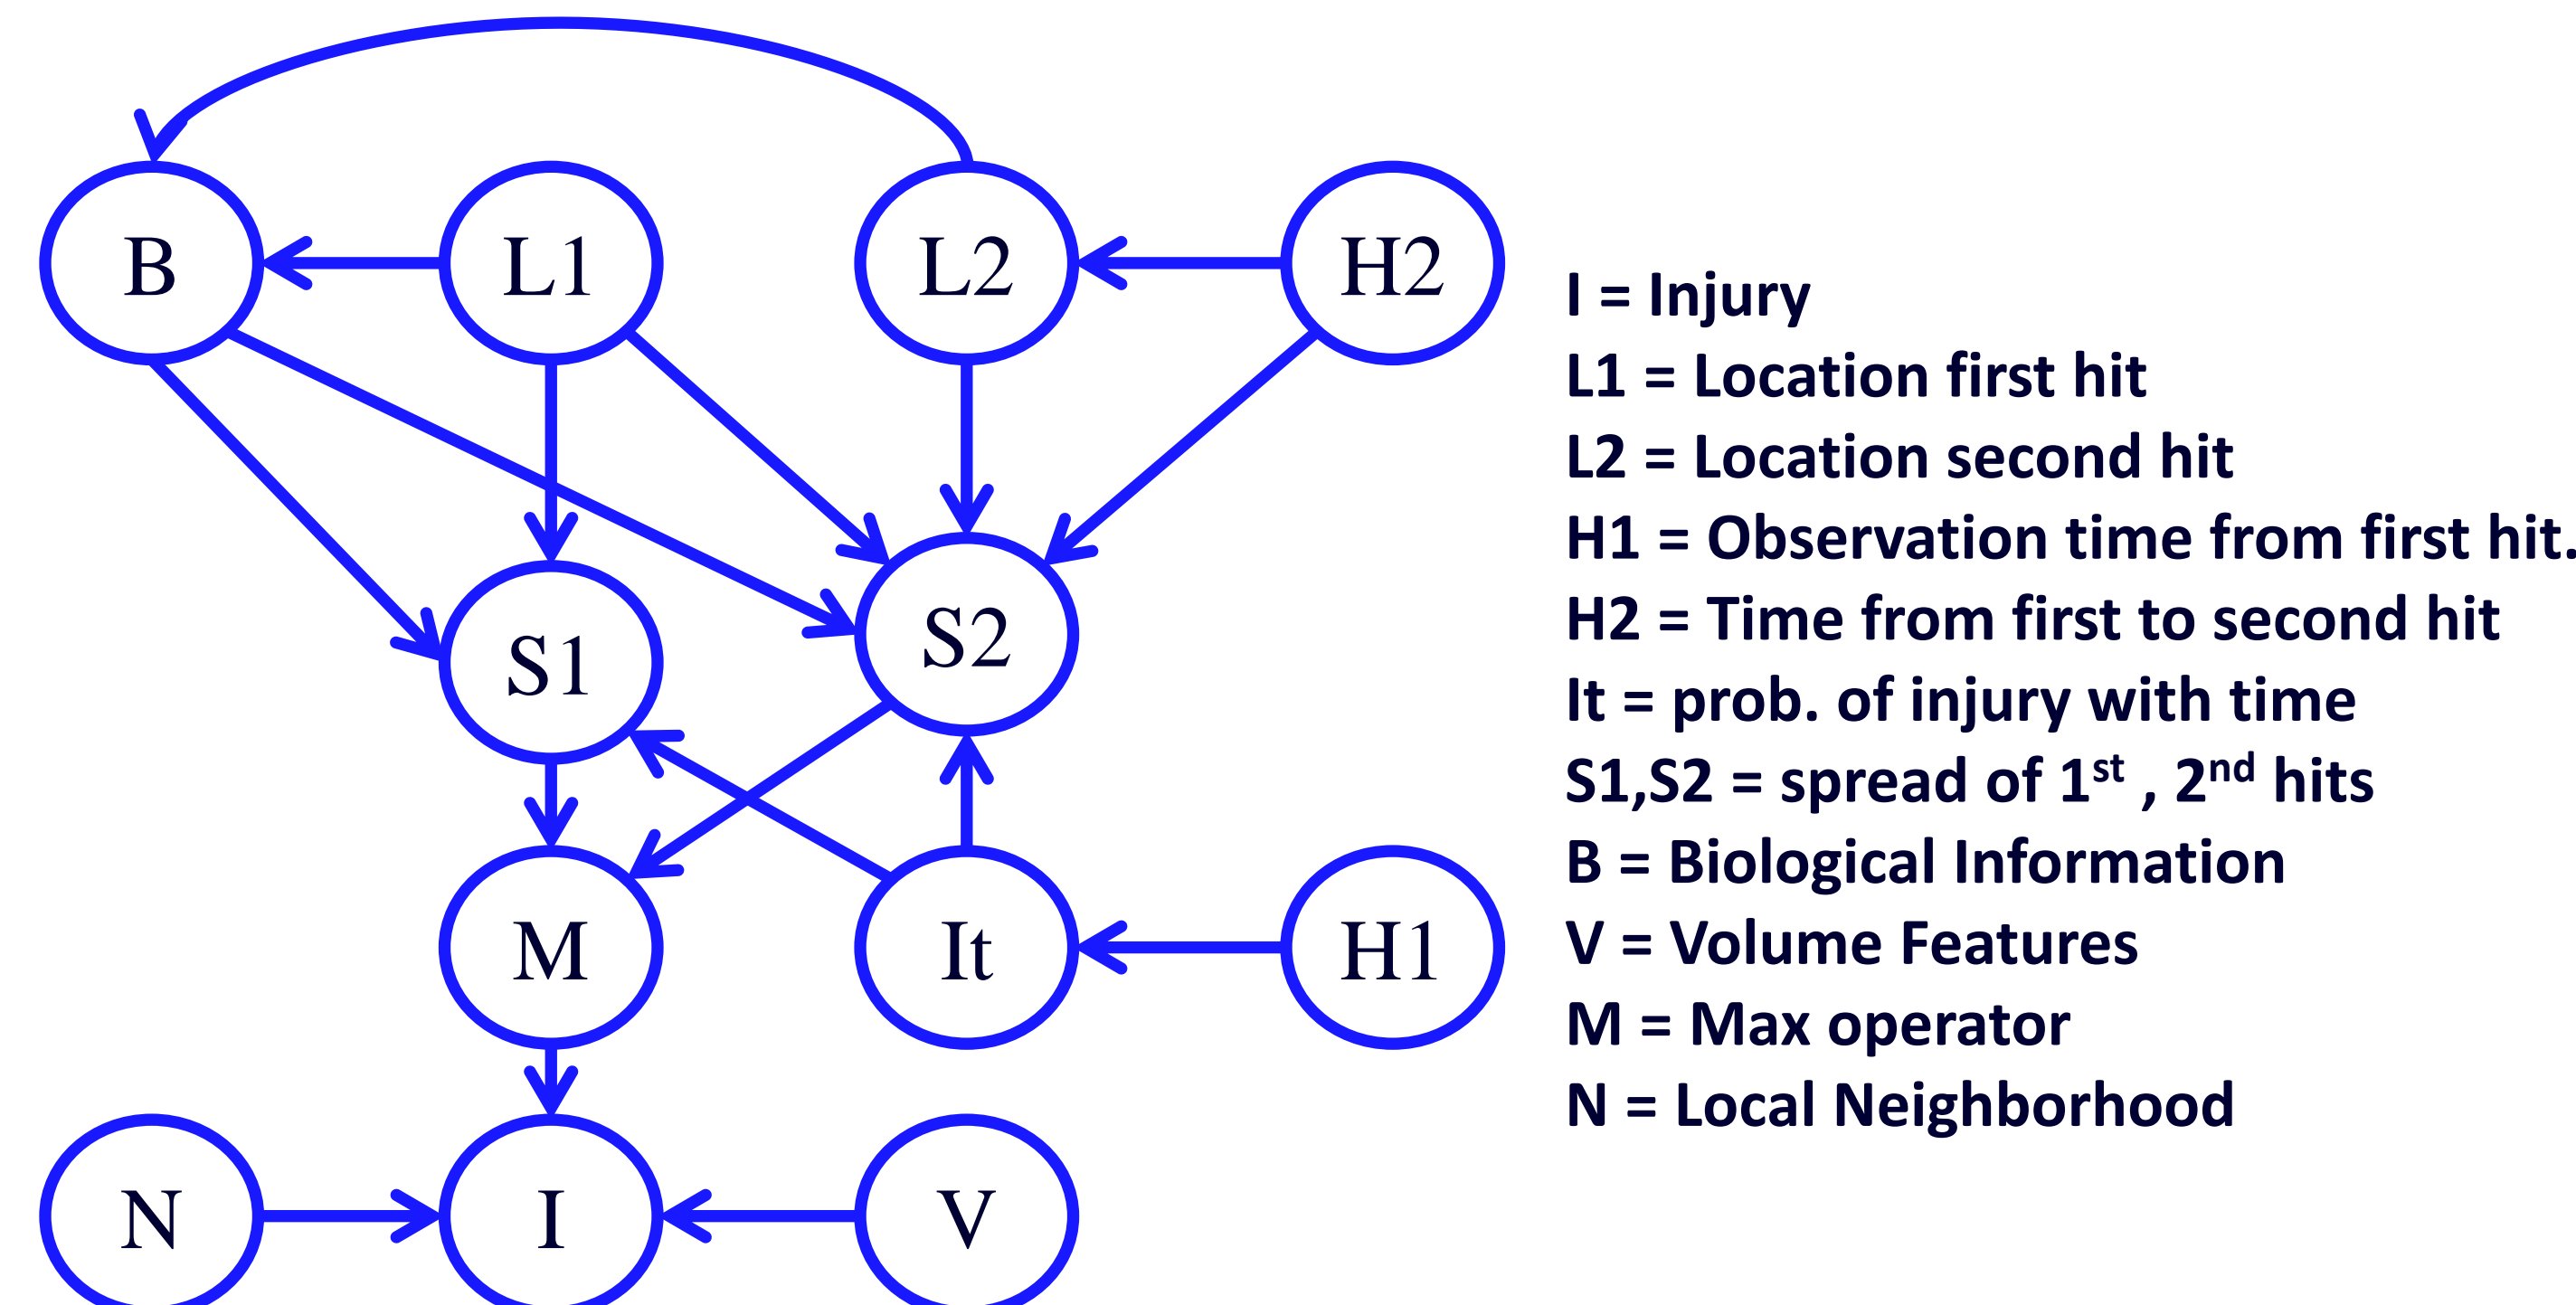 B
L1
L2
H2
S1
S2
M
It
H1
N
I
V
I = Injury
L1 = Location first hit
L2 = Location second hit
H1 = Observation time from first hit.
H2 = Time from first to second hit
It = prob. of injury with time
S1,S2 = spread of 1st , 2nd hits
B = Biological Information
V = Volume Features
M = Max operator
N = Local Neighborhood